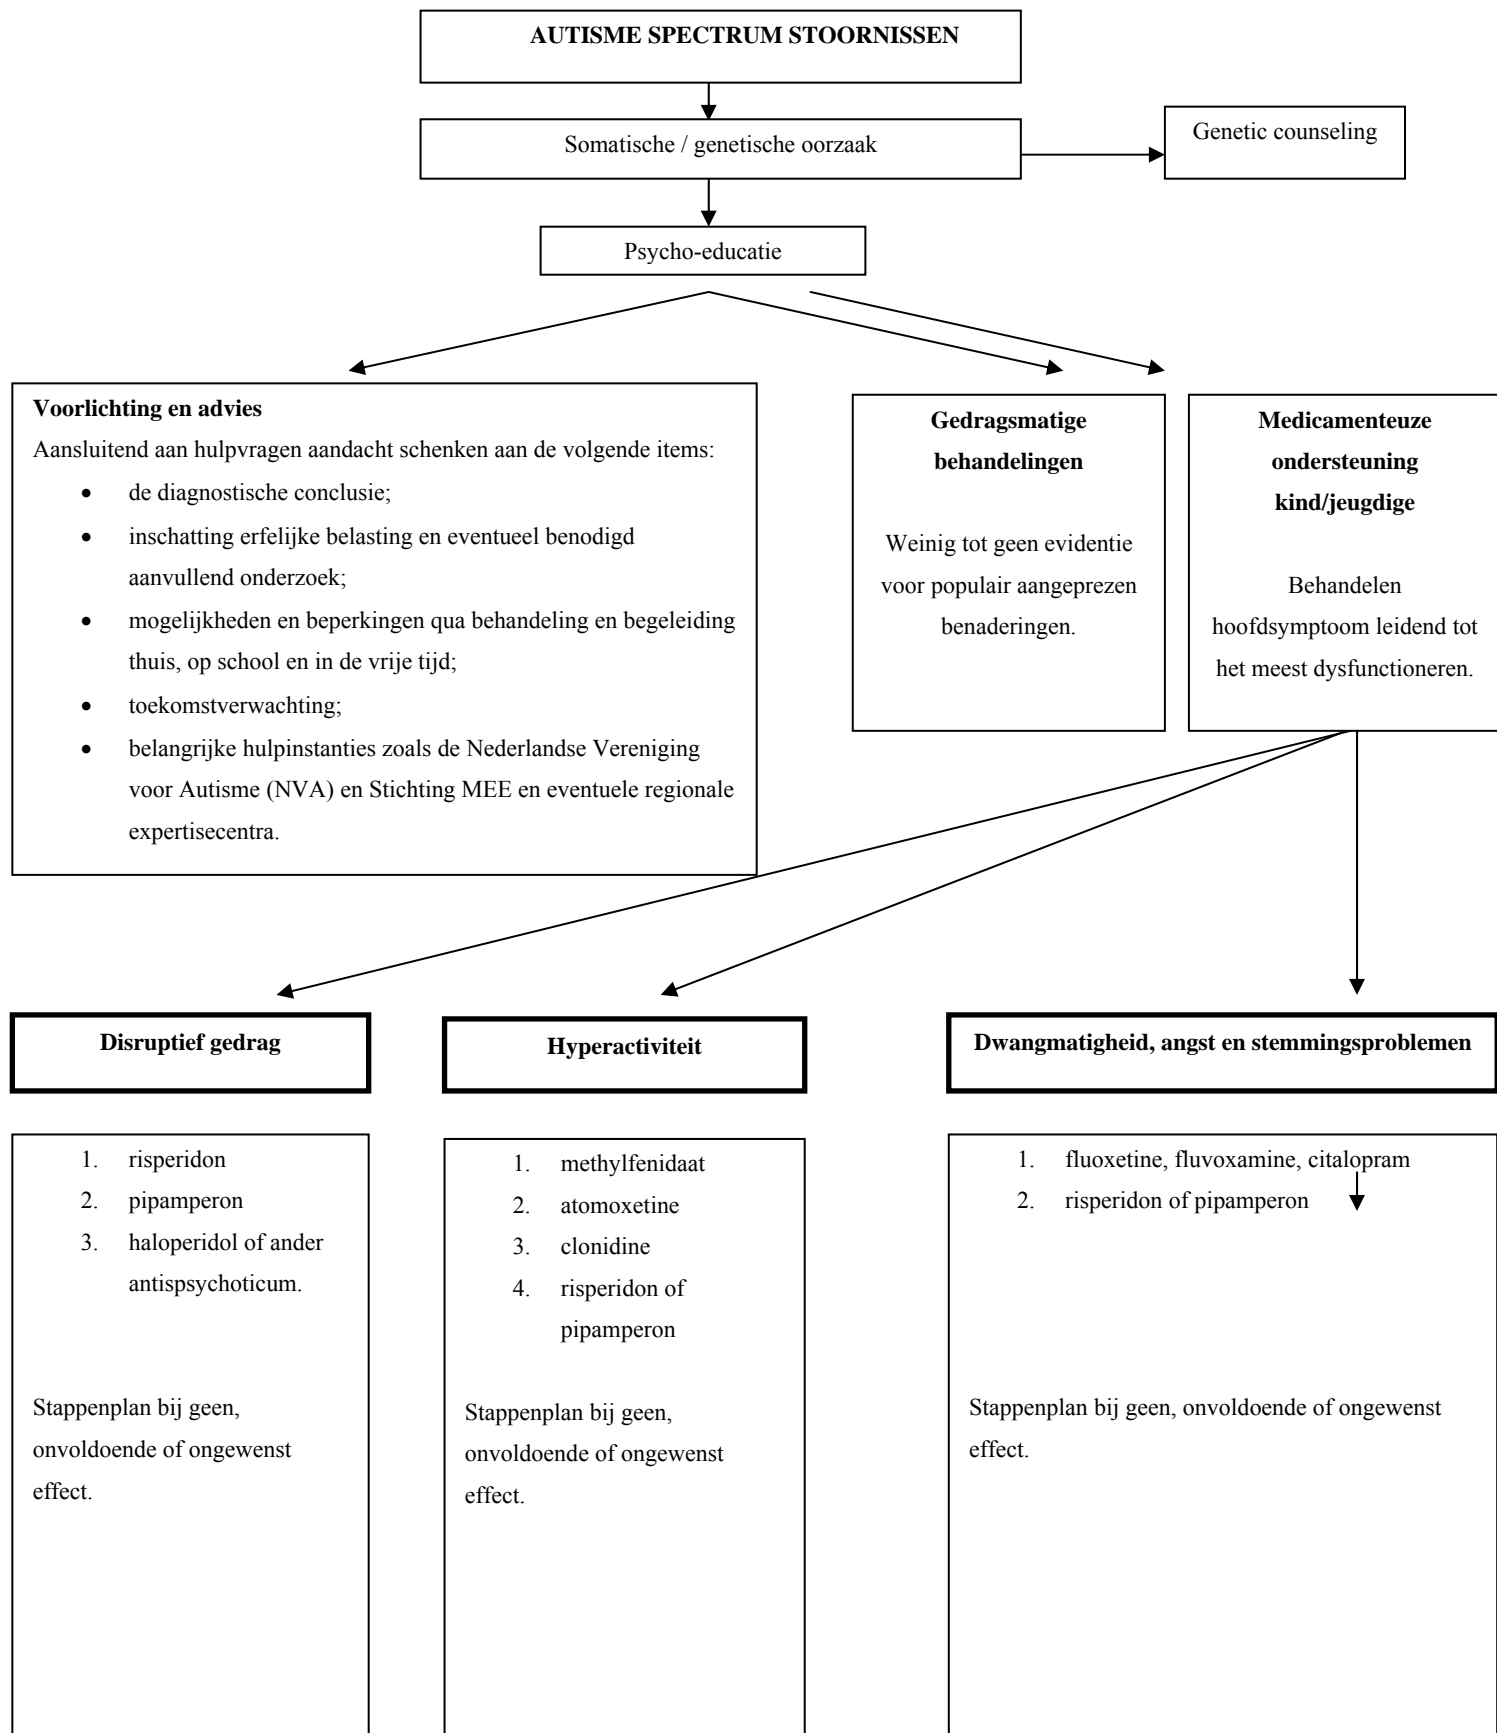 AUTISME SPECTRUM STOORNISSEN
Somatische / genetische oorzaak
Genetic counseling
Psycho-educatie
Voorlichting en advies
Aansluitend aan hulpvragen aandacht schenken aan de volgende items:
• de diagnostische conclusie;
• inschatting erfelijke belasting en eventueel benodigd
aanvullend onderzoek;
• mogelijkheden en beperkingen qua behandeling en begeleiding
thuis, op school en in de vrije tijd;
• toekomstverwachting;
• belangrijke hulpinstanties zoals de Nederlandse Vereniging
voor Autisme (NVA) en Stichting MEE en eventuele regionale
expertisecentra.
Gedragsmatige
behandelingen
Weinig tot geen evidentie
voor populair aangeprezen
benaderingen.
Medicamenteuze
ondersteuning
kind/jeugdige
Behandelen
hoofdsymptoom leidend tot
het meest dysfunctioneren.
Disruptief gedrag
1. risperidon
2. pipamperon
3. haloperidol of ander
antispsychoticum.
Stappenplan bij geen,
onvoldoende of ongewenst
effect.
Hyperactiviteit
1. methylfenidaat
2. atomoxetine
3. clonidine
4. risperidon of
pipamperon
Stappenplan bij geen,
onvoldoende of ongewenst
effect.
Dwangmatigheid, angst en stemmingsproblemen
1. fluoxetine, fluvoxamine, citalopram
2. risperidon of pipamperon
Stappenplan bij geen, onvoldoende of ongewenst
effect.